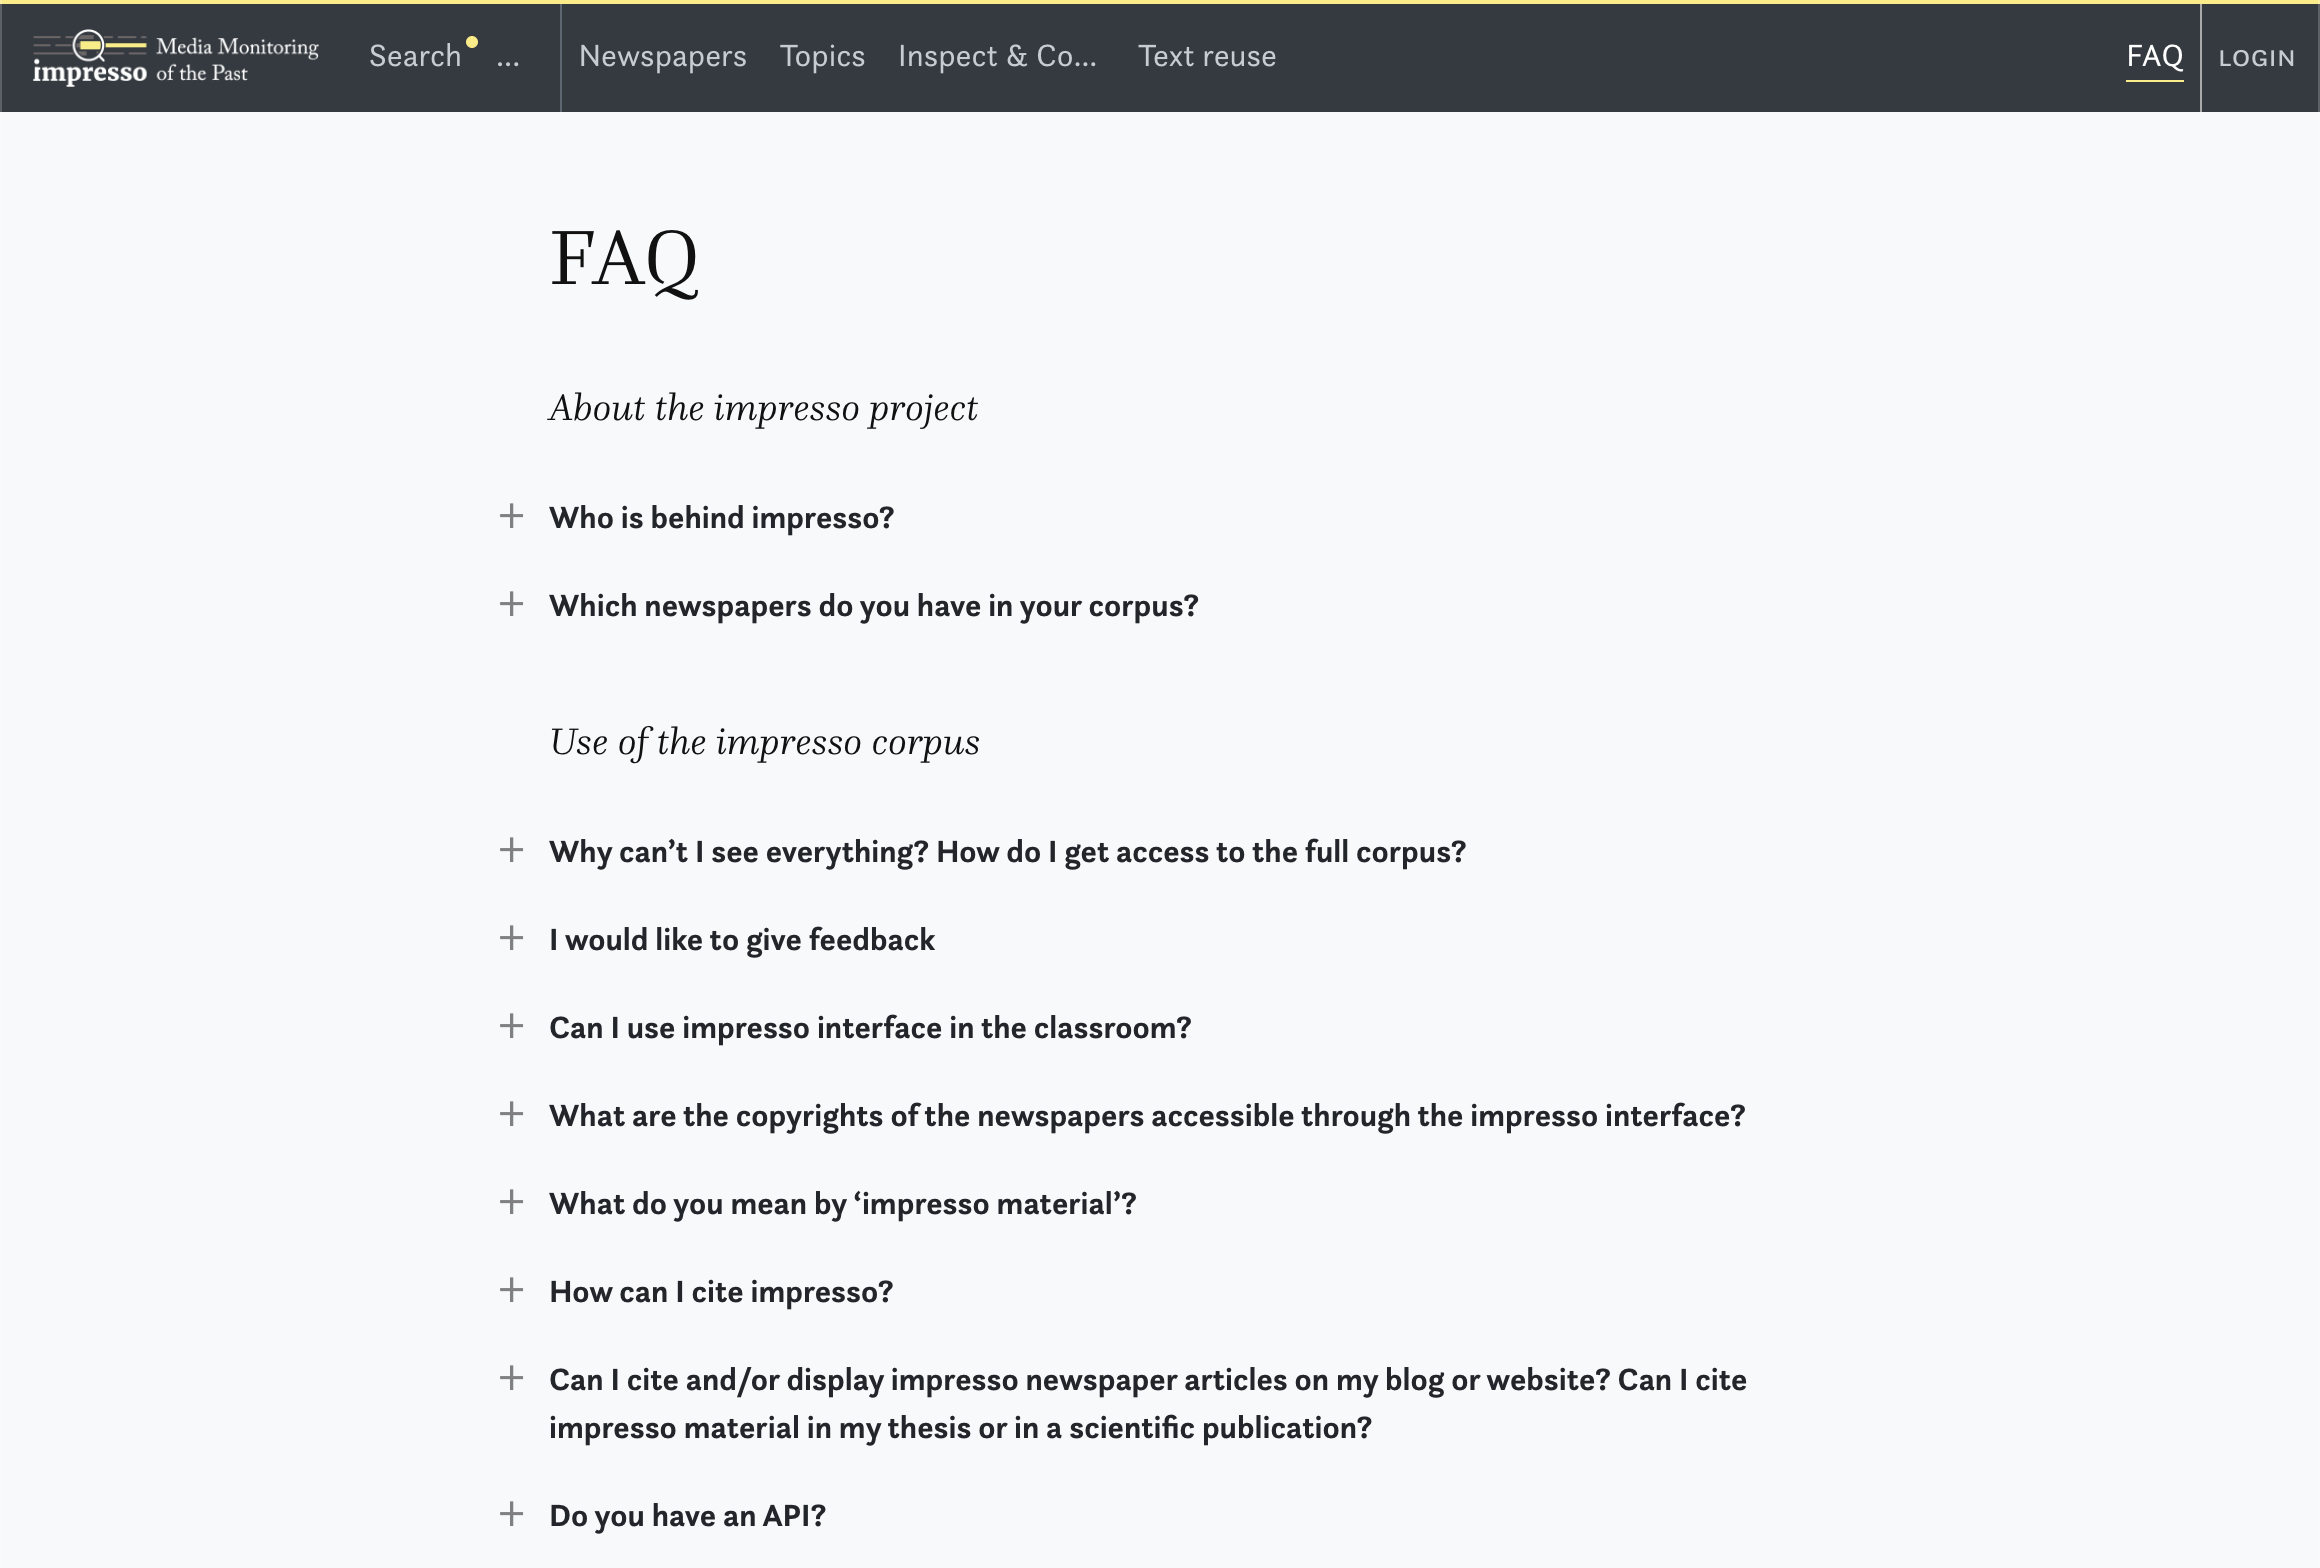 impresso
Media Monitoring
of the Past
Search ...
Newspapers Topics Inspect & Co... Text reuse
FAQ LOGIN
FAQ
About the impresso project
Who is behind impresso?
Which newspapers do you have in your corpus?
Use of the impresso corpus
Why can’t I see everything? How do I get access to the full corpus?
I would like to give feedback
Can I use impresso interface in the classroom?
What are the copyrights of the newspapers accessible through the impresso interface?
What do you mean by ‘impresso material’?
How can I cite impresso?
Can I cite and/or display impresso newspaper articles on my blog or website? Can I cite
impresso material in my thesis or in a scientific publication?
Do you have an API?